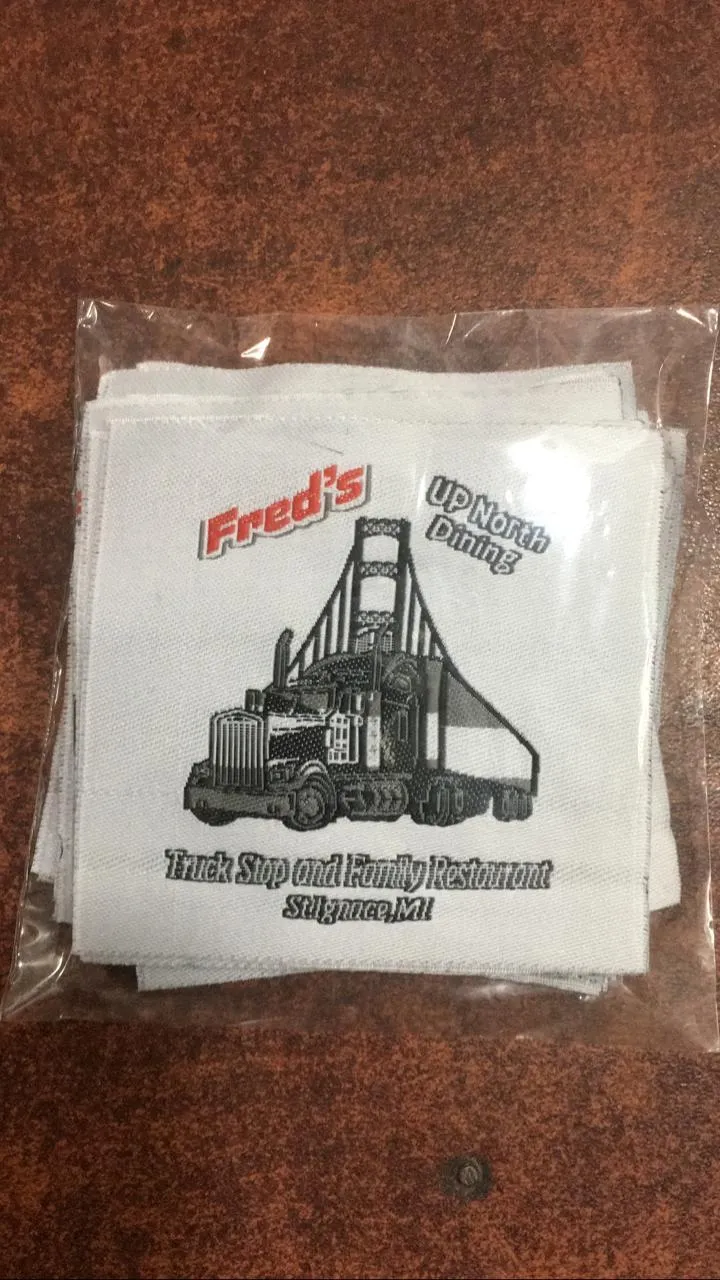 Fred's
UP North
Dining
Truck Stop and Family Restaurant
St.Ignace,MI